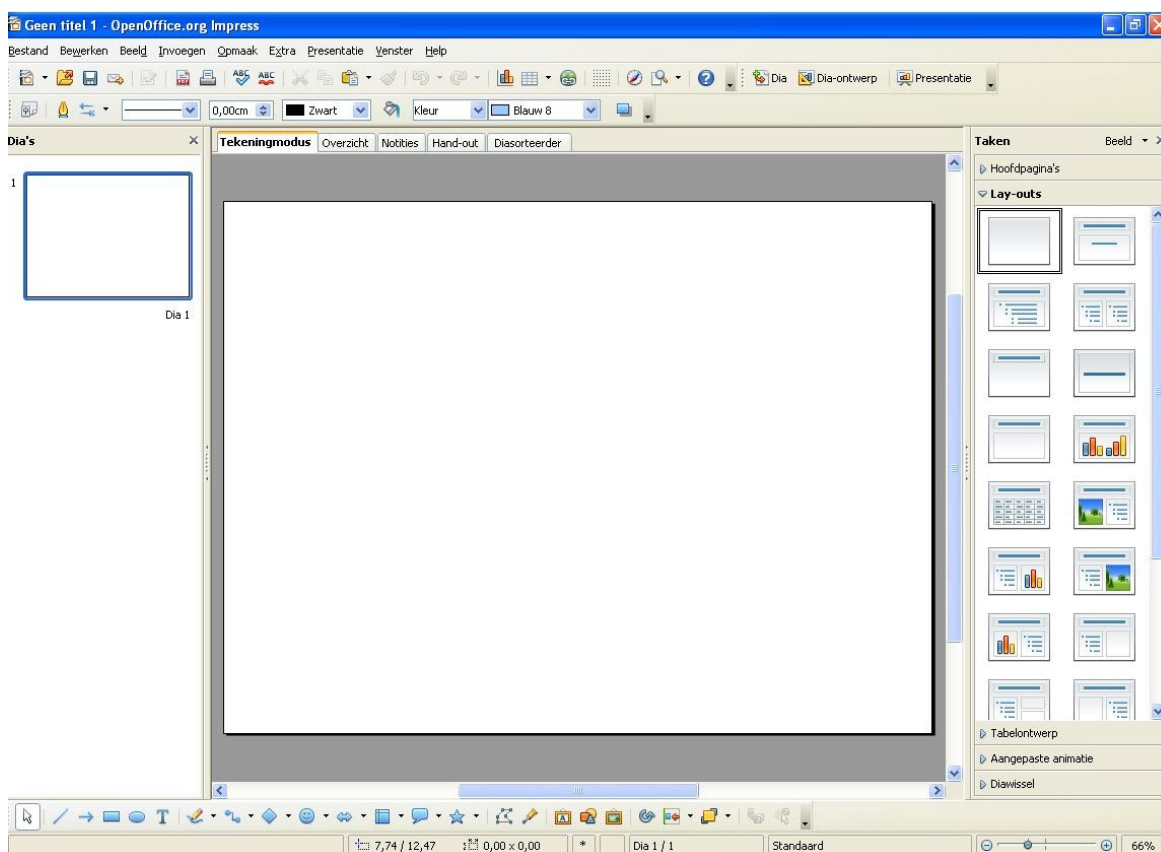 Geen titel 1 - OpenOffice.org Impress
Bestand Bewerken Beeld Invoegen Opmaak Extra Presentatie Venster Help
ABC ABC Dia Dia-ontwerp Presentatie
0,00cm Zwart Kleur Blauw 8
Dia's
Tekeningmodus Overzicht Notities Hand-out Diasorteerder
Taken Beeld
Hoofdpagina's
Lay-outs
1
Dia 1
Tabelontwerp
Aangepaste animatie
Diawissel
T
7,74 / 12,47 0,00 x 0,00 * Dia 1 / 1 Standaard 66%